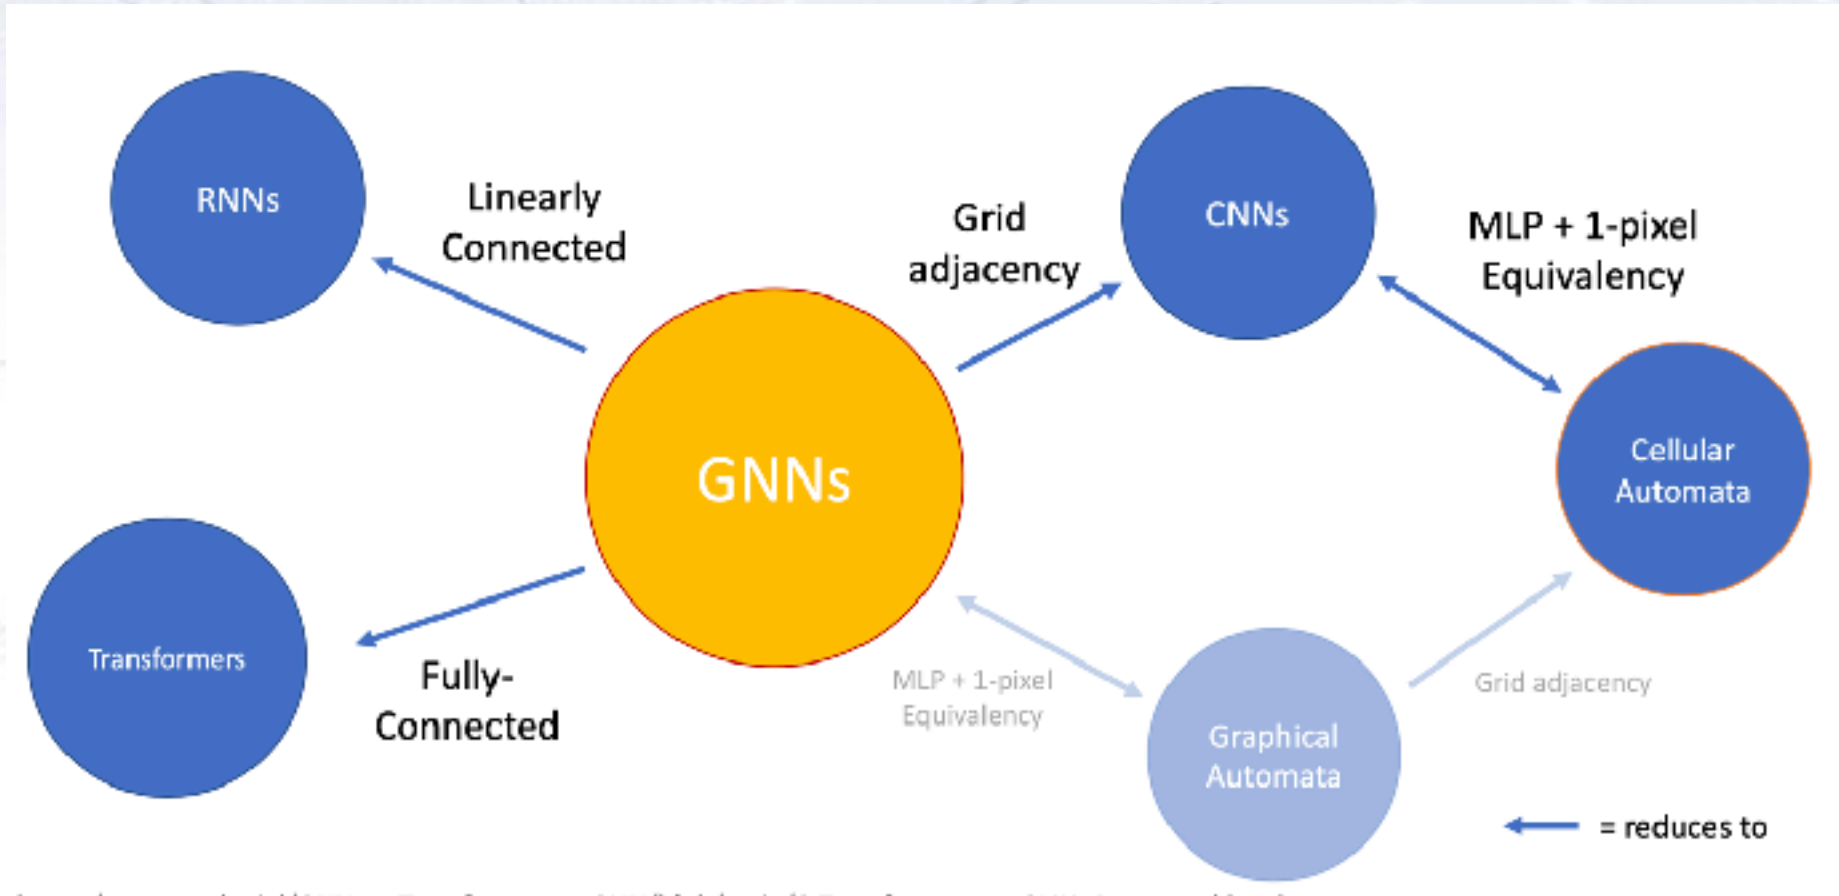 RNNs
Linearly
Connected
Grid
adjacency
CNNs
MLP + 1-pixel
Equivalency
GNNs
Cellular
Automata
Transformers
Fully-
Connected
MLP + 1-pixel
Equivalency
Graphical
Automata
Grid adjacency
= reduces to